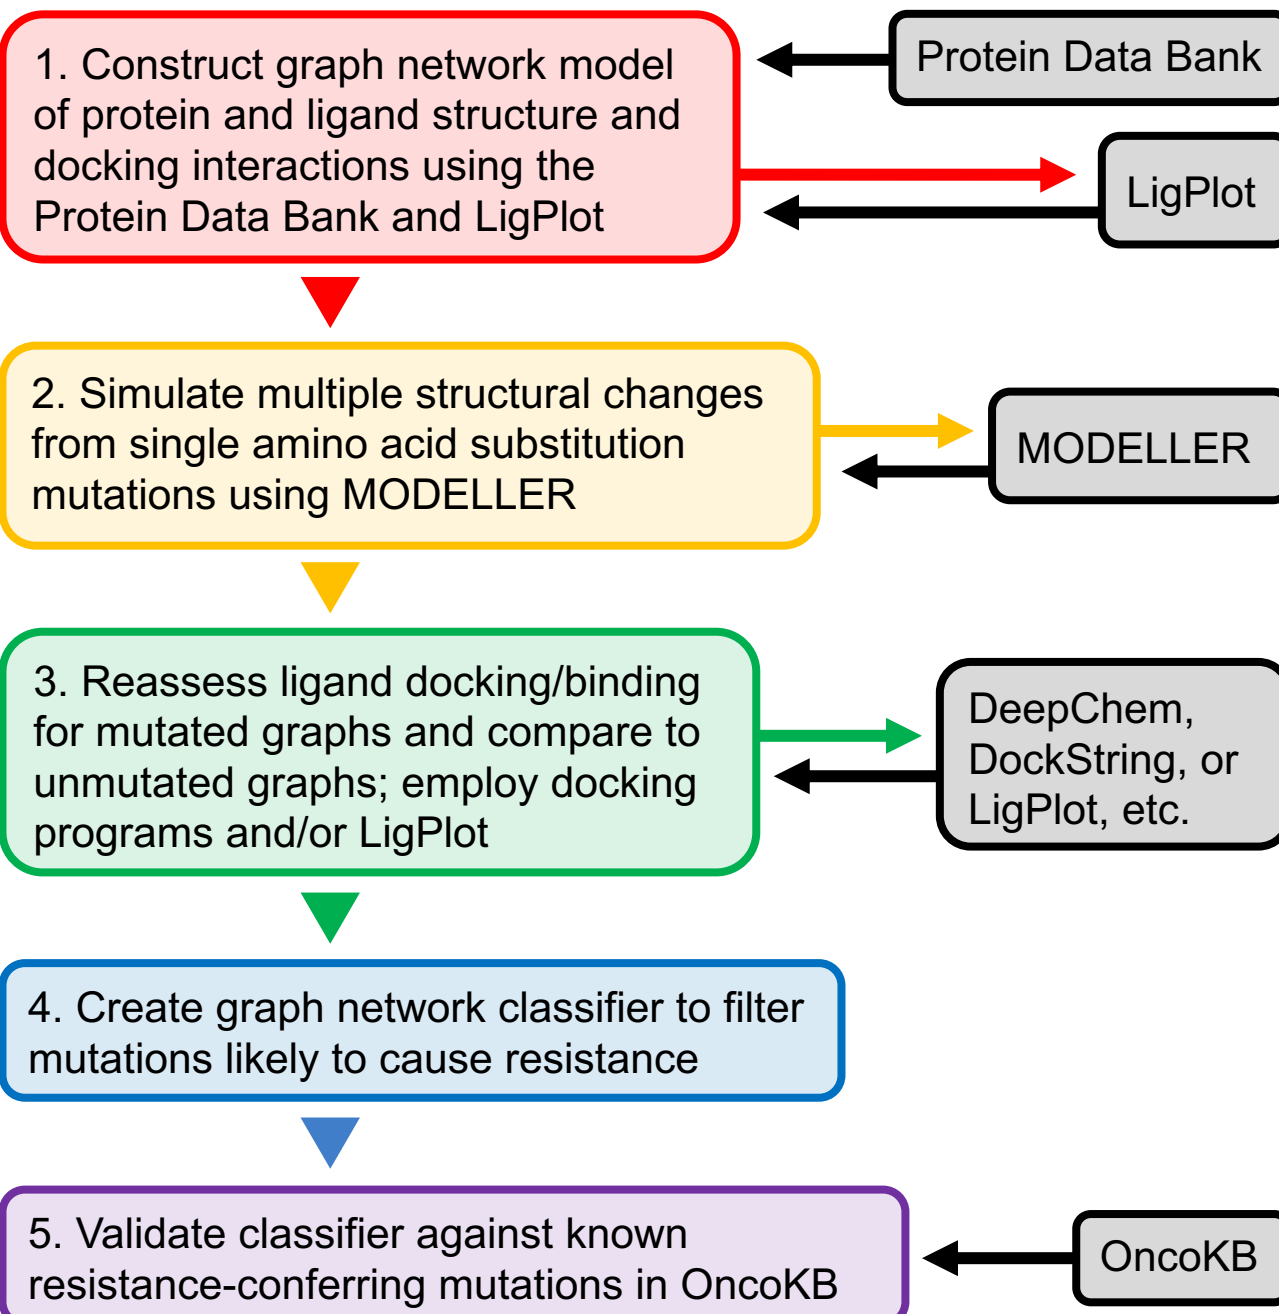 1. Construct graph network model
of protein and ligand structure and
docking interactions using the
Protein Data Bank and LigPlot
Protein Data Bank
LigPlot
2. Simulate multiple structural changes
from single amino acid substitution
mutations using MODELLER
MODELLER
3. Reassess ligand docking/binding
for mutated graphs and compare to
unmutated graphs; employ docking
programs and/or LigPlot
DeepChem,
DockString, or
LigPlot, etc.
4. Create graph network classifier to filter
mutations likely to cause resistance
5. Validate classifier against known
resistance-conferring mutations in OncoKB
OncoKB